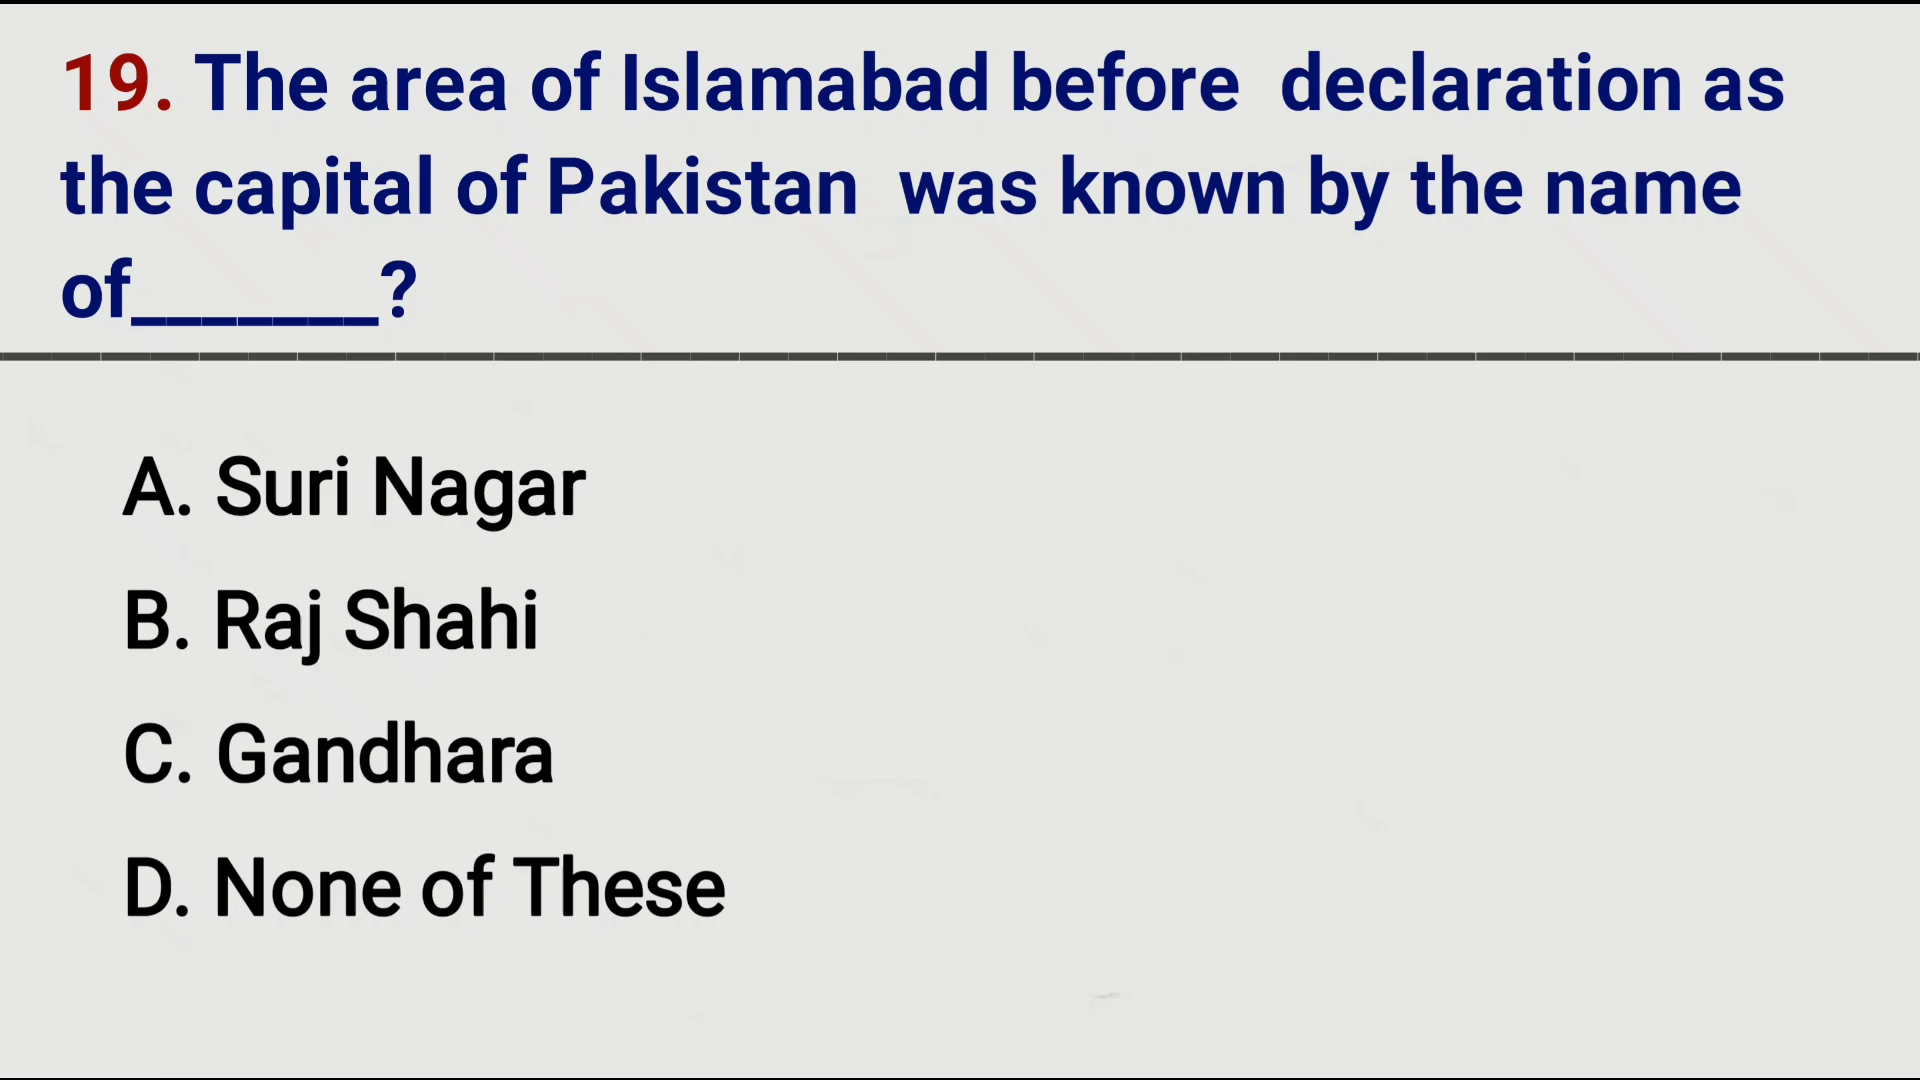 19. The area of Islamabad before declaration as
the capital of Pakistan was known by the name
of_______?
A. Suri Nagar
B. Raj Shahi
C. Gandhara
D. None of These